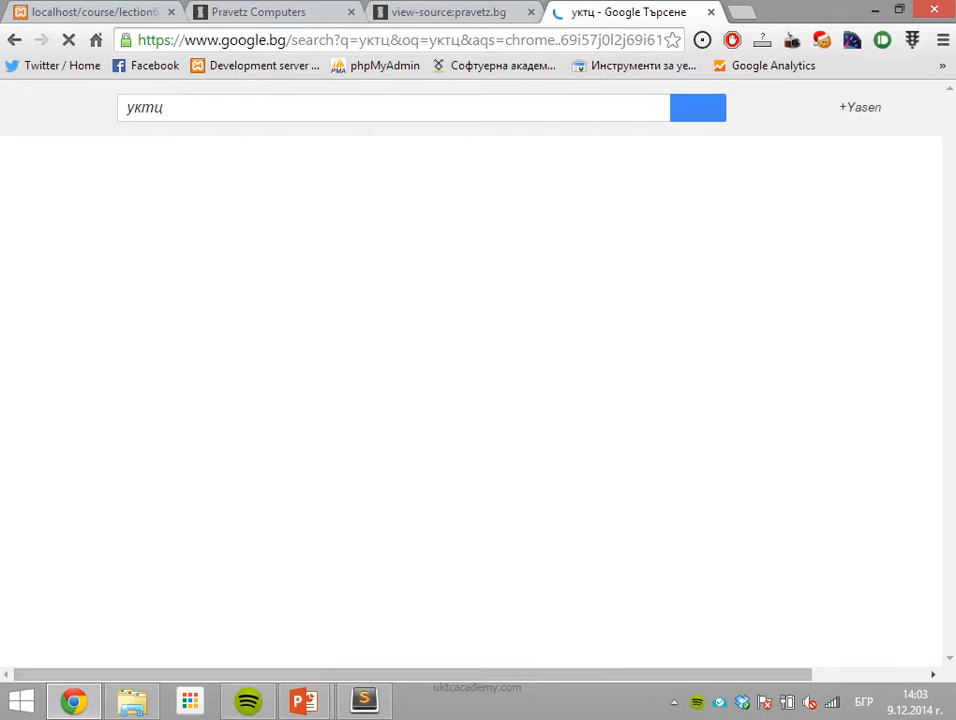 localhost/course/lection6
Pravetz Computers
view-source:pravetz.bg
уктц - Google Търсене
https://www.google.bg/search?q=уктц&oq=уктц&aqs=chrome..69i57j0l2j69i61
Twitter / Home
Facebook
Development server ...
phpMyAdmin
Софтуерна академ...
Инструменти за уе...
Google Analytics
»
уктц
+Yasen
uktcacademy.com
БГР
14:03
9.12.2014 г.